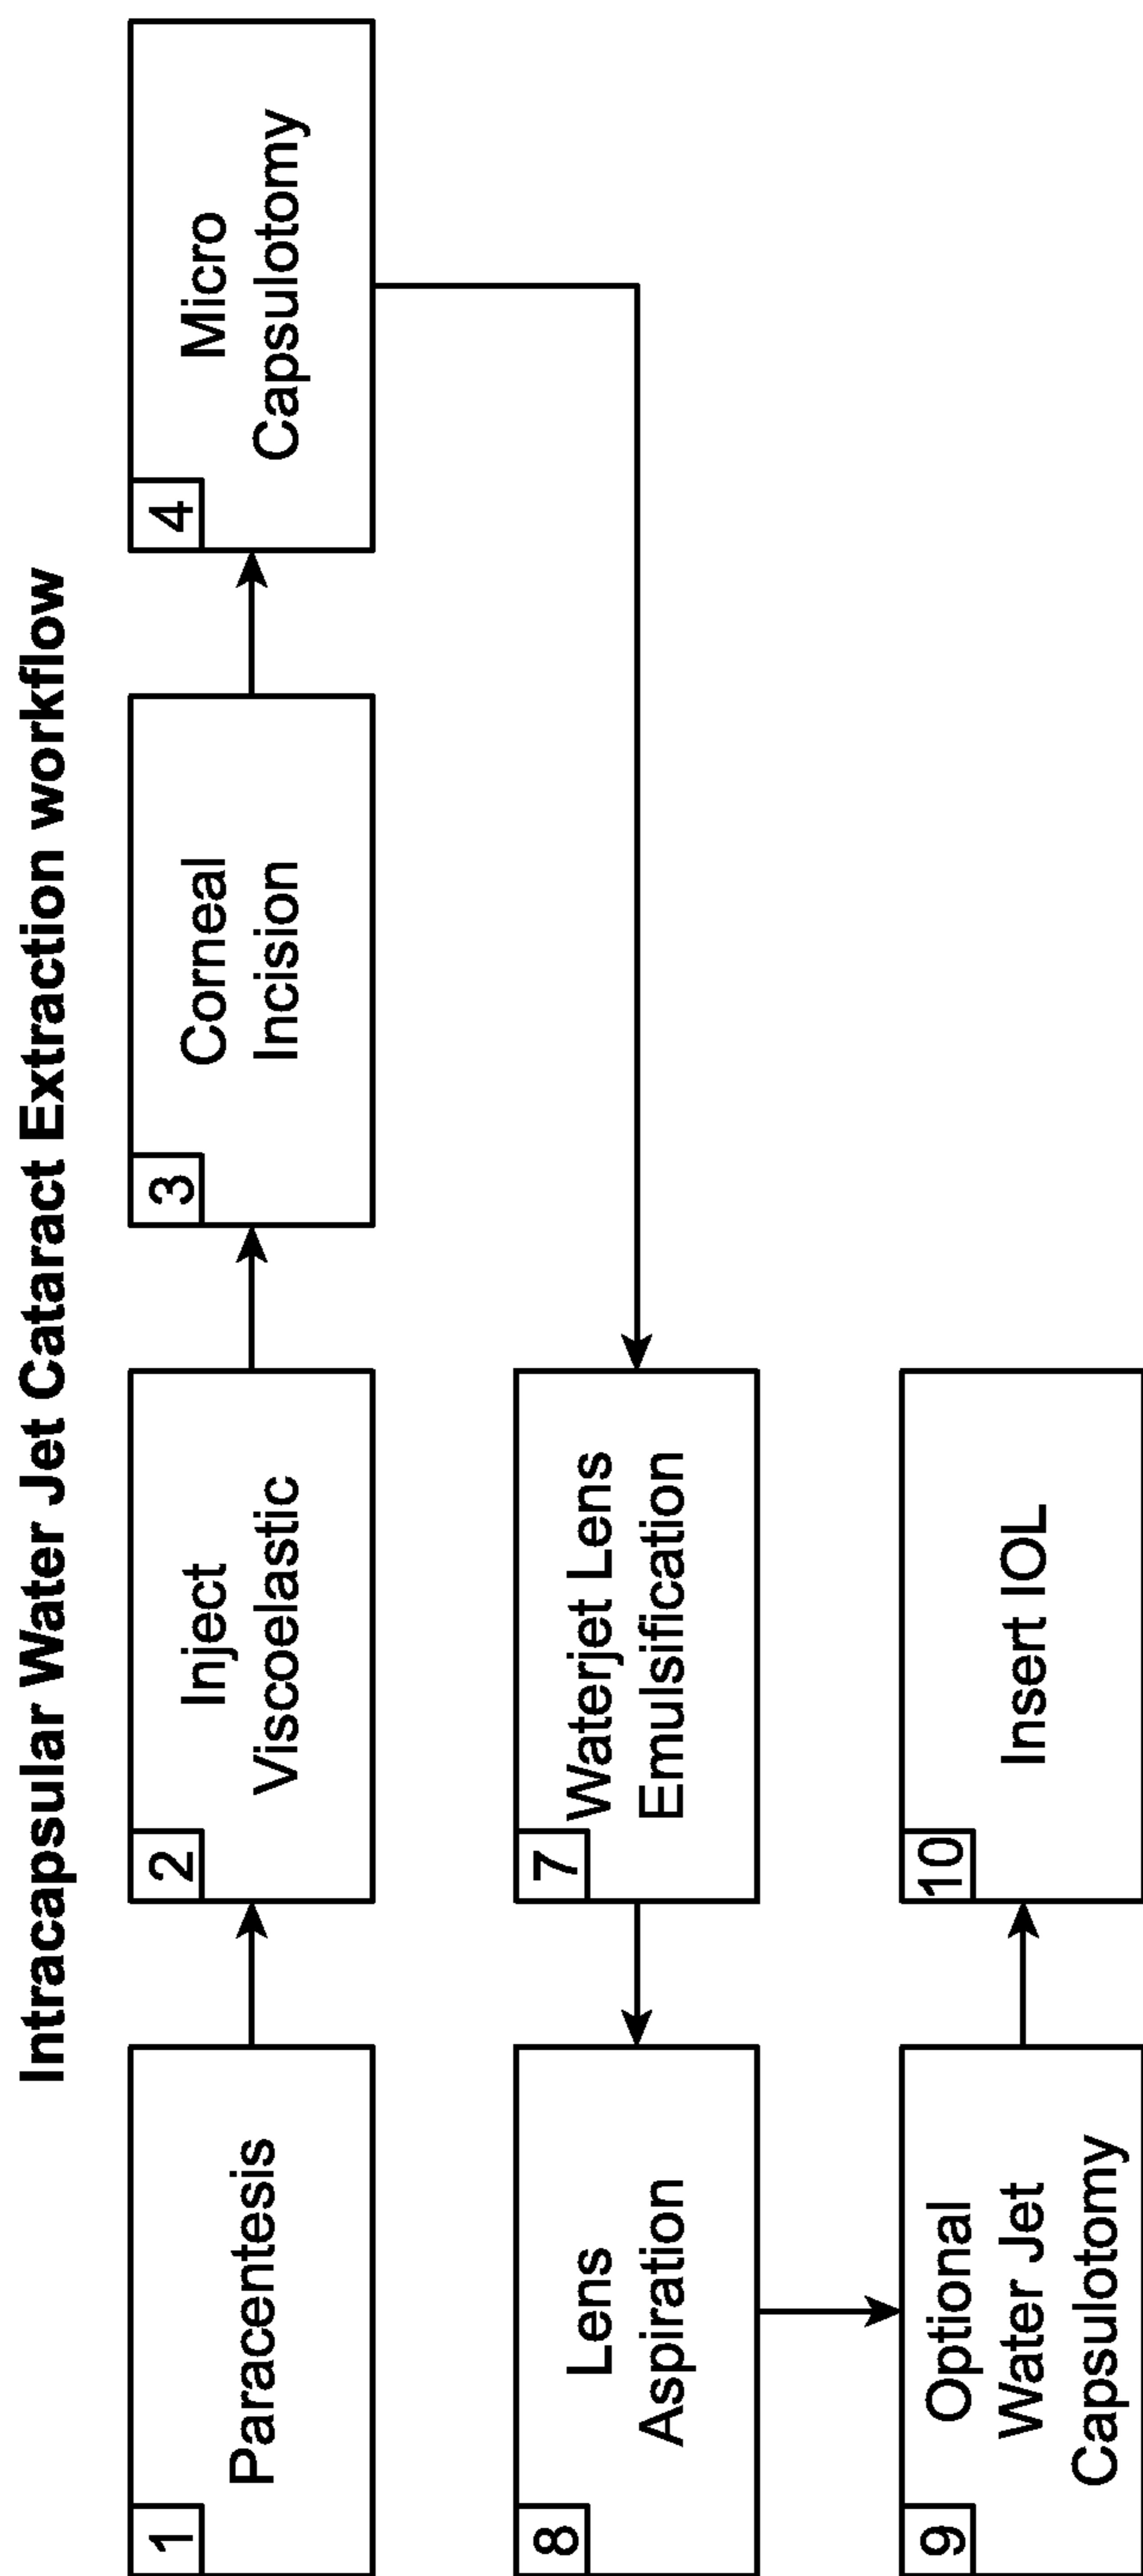 Intracapsular Water Jet Cataract Extraction workflow
1
Paracentesis
2
Inject
Viscoelastic
3
Corneal
Incision
4
Micro
Capsulotomy
7
Waterjet Lens
Emulsification
8
Lens
Aspiration
9
Optional
Water Jet
Capsulotomy
10
Insert IOL